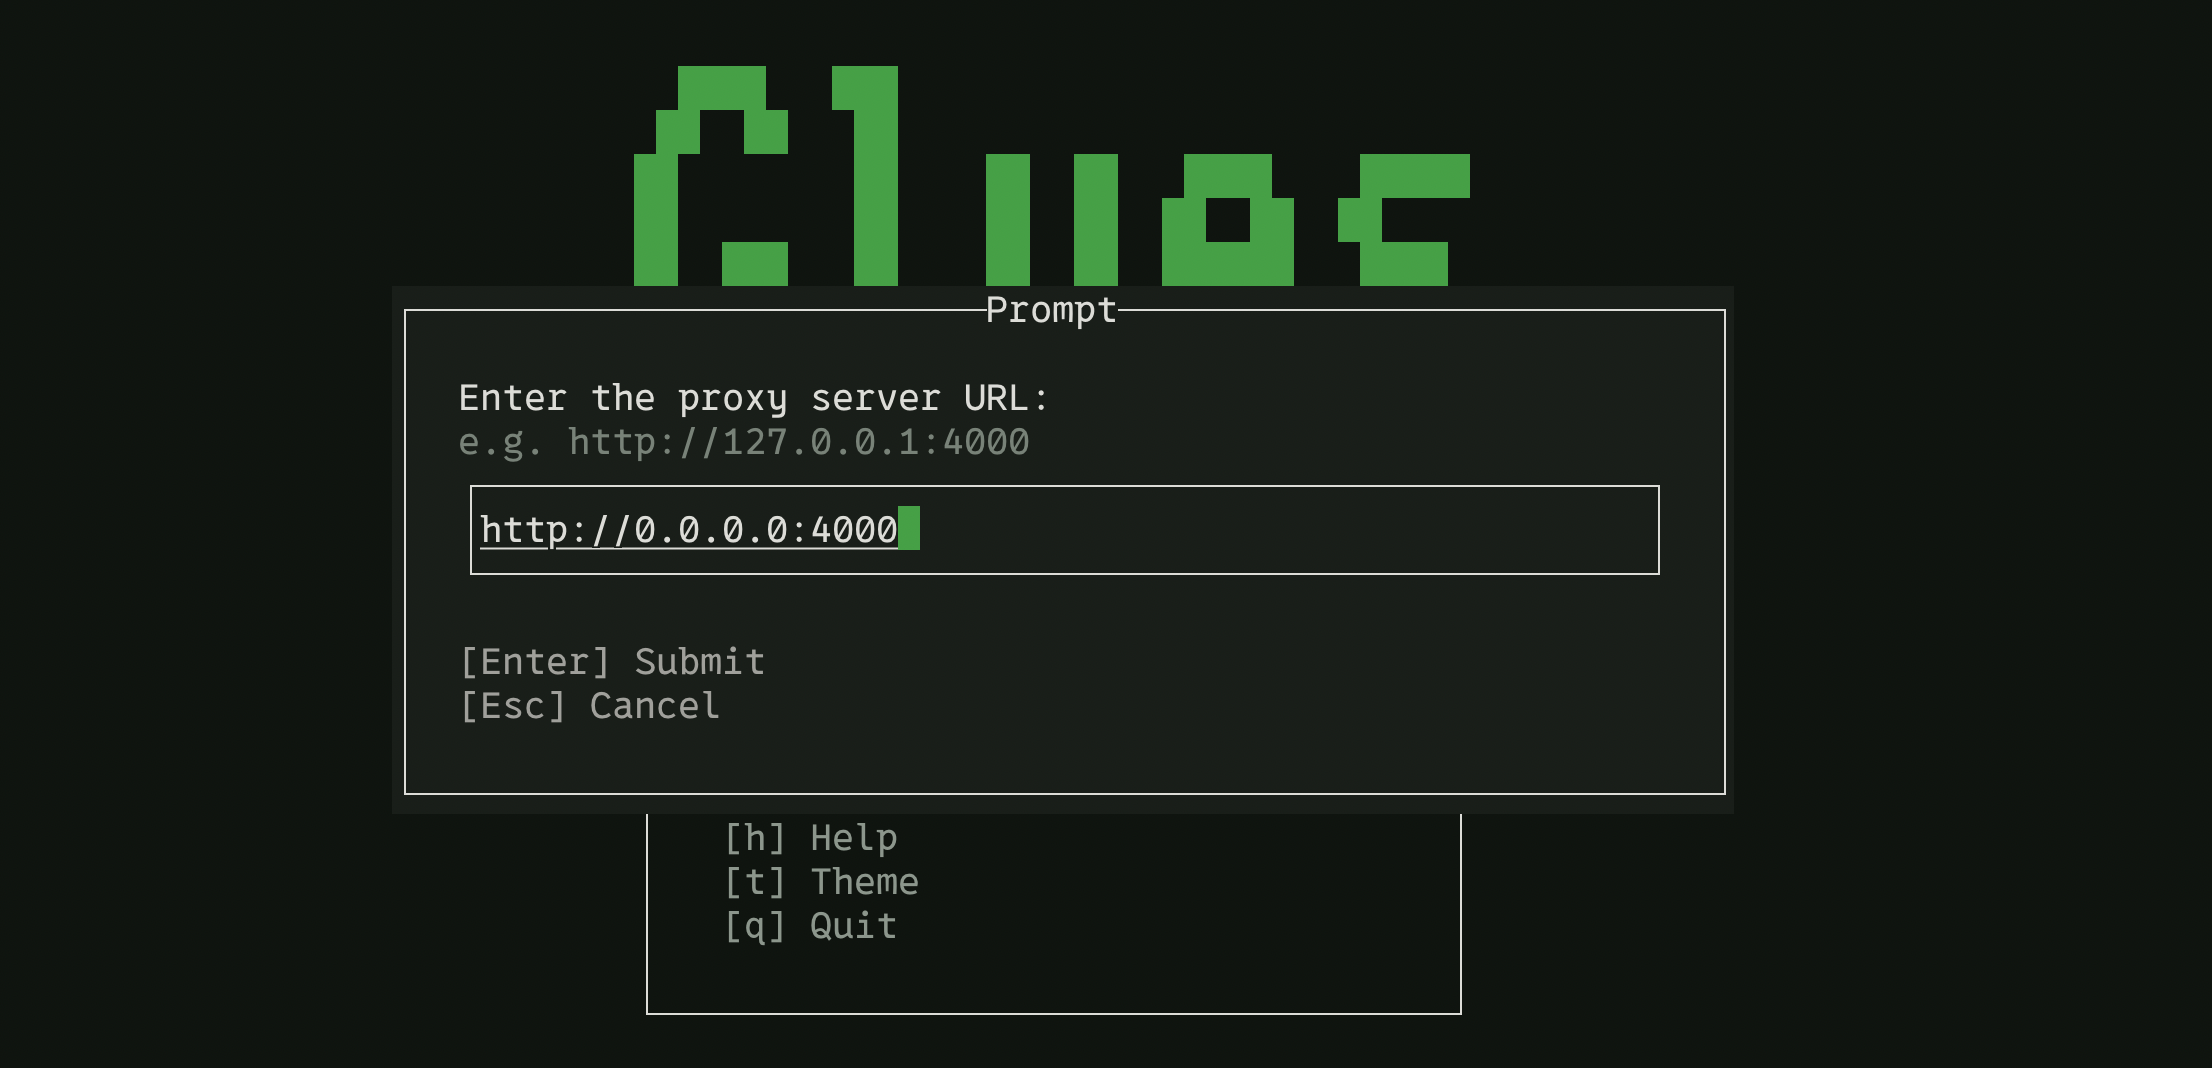 Prompt
Enter the proxy server URL:
e.g. http://127.0.0.1:4000
http://0.0.0.0:4000
[Enter] Submit
[Esc] Cancel
[h] Help
[t] Theme
[q] Quit